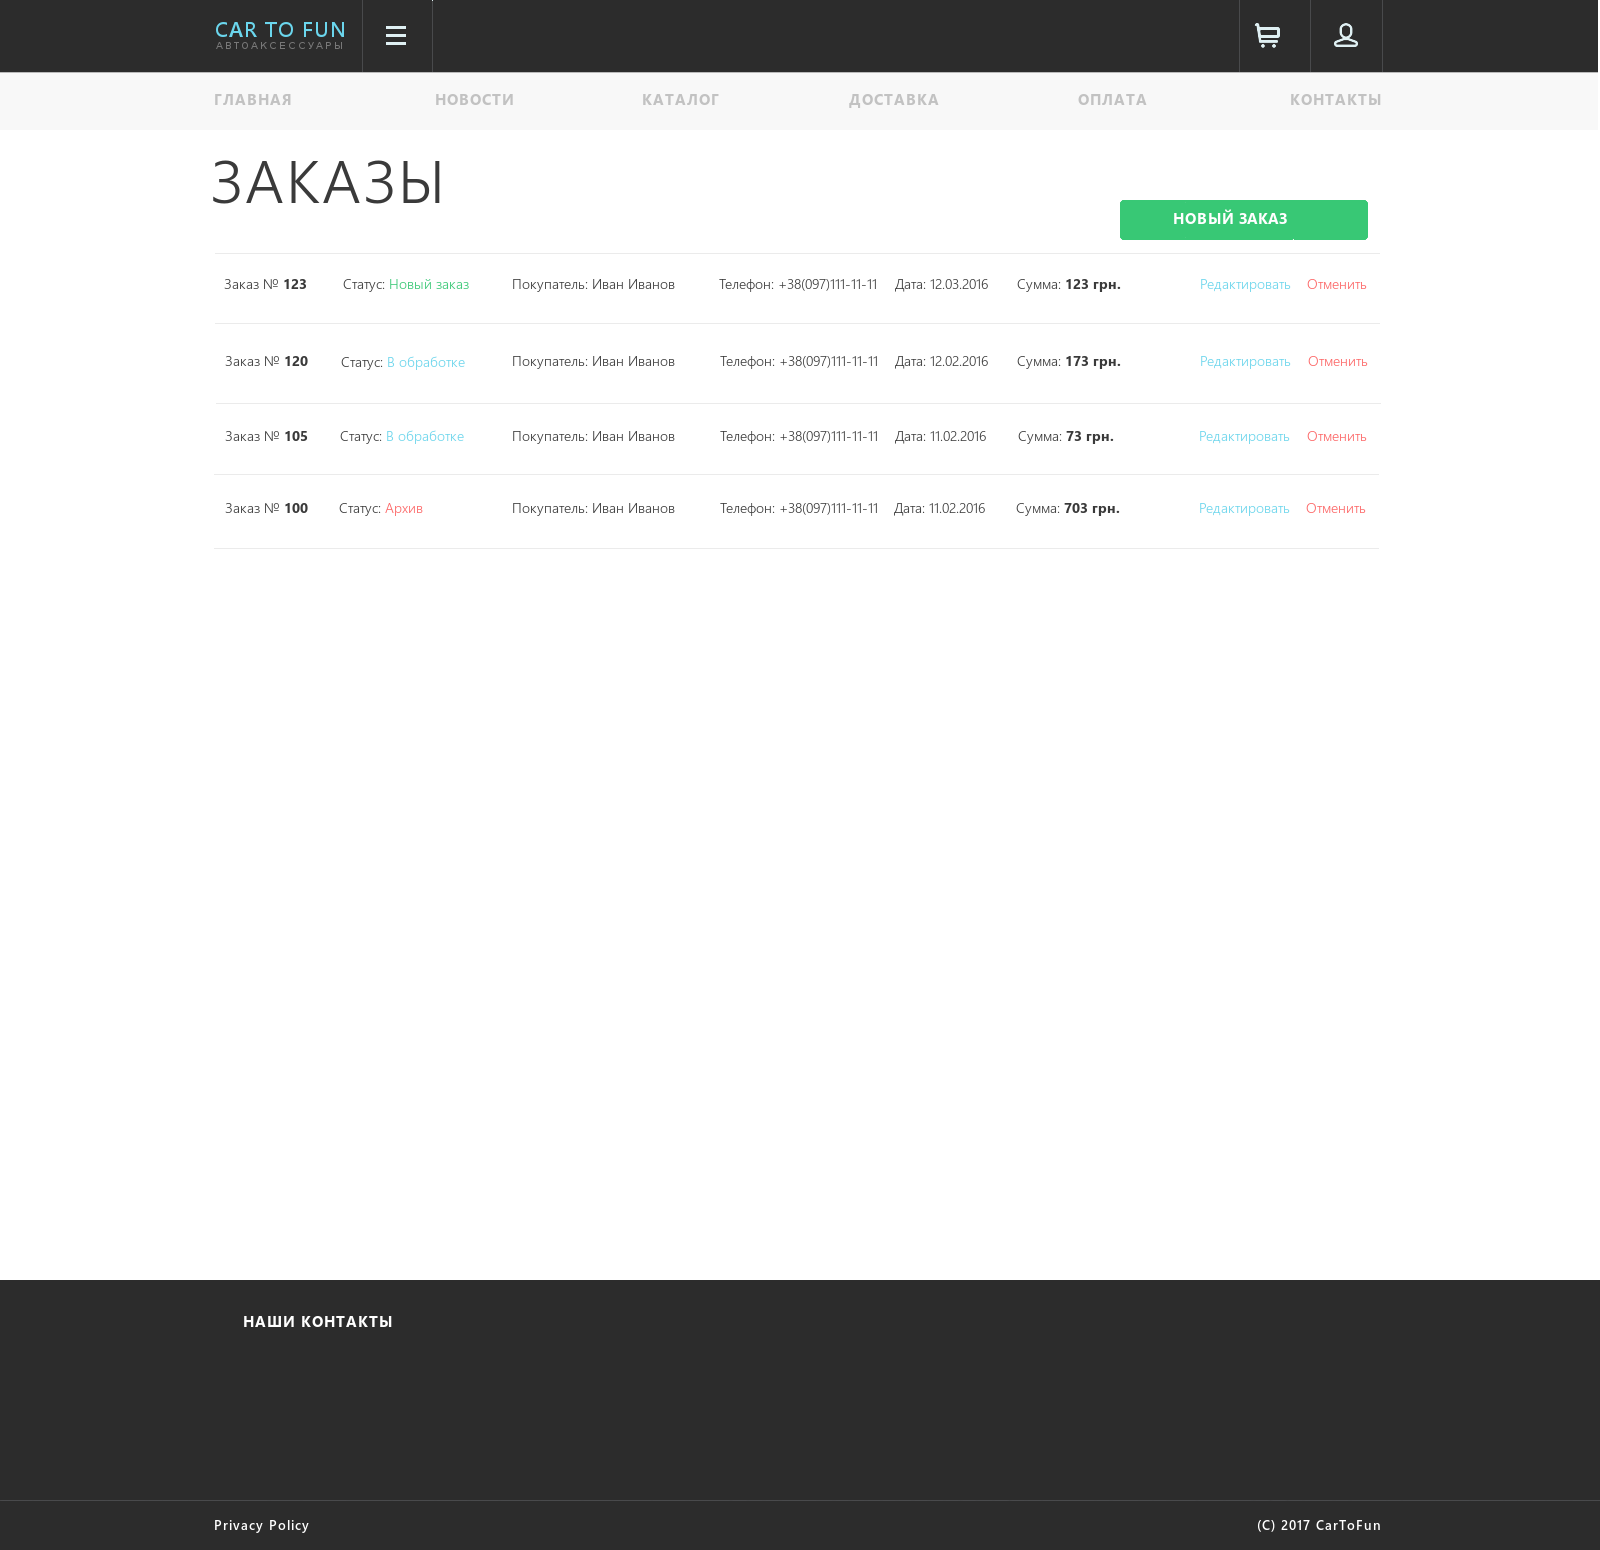 CAR TO FUN
АВТОАКСЕССУАРЫ
ГЛАВНАЯ НОВОСТИ КАТАЛОГ ДОСТАВКА ОПЛАТА КОНТАКТЫ
ЗАКАЗЫ
НОВЫЙ ЗАКАЗ
Заказ № 123 Статус: Новый заказ Покупатель: Иван Иванов Телефон: +38(097)111-11-11 Дата: 12.03.2016 Сумма: 123 грн. Редактировать Отменить
Заказ № 120 Статус: В обработке Покупатель: Иван Иванов Телефон: +38(097)111-11-11 Дата: 12.02.2016 Сумма: 173 грн. Редактировать Отменить
Заказ № 105 Статус: В обработке Покупатель: Иван Иванов Телефон: +38(097)111-11-11 Дата: 11.02.2016 Сумма: 73 грн. Редактировать Отменить
Заказ № 100 Статус: Архив Покупатель: Иван Иванов Телефон: +38(097)111-11-11 Дата: 11.02.2016 Сумма: 703 грн. Редактировать Отменить
НАШИ КОНТАКТЫ
Privacy Policy (C) 2017 CarToFun